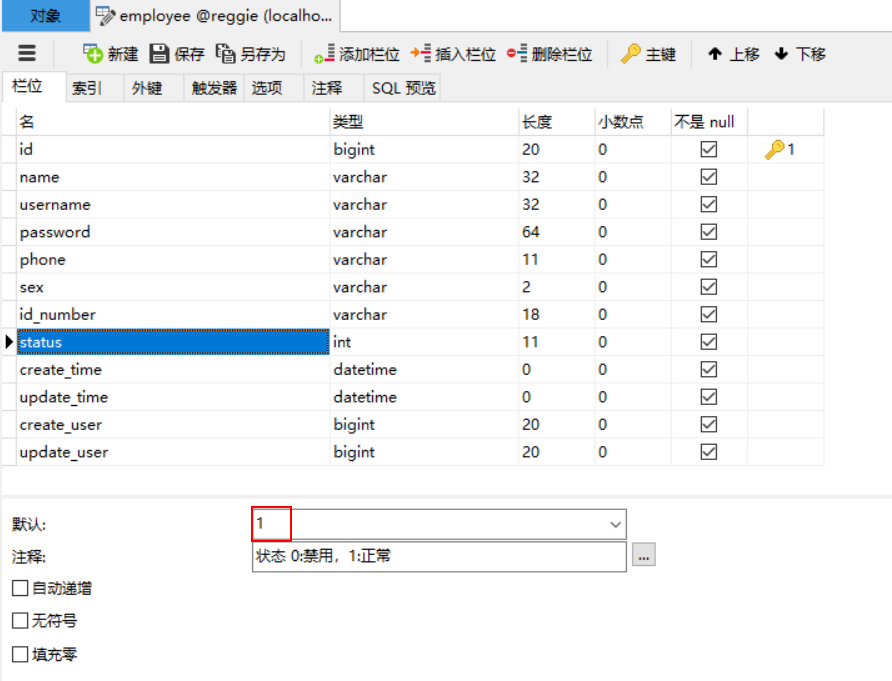 对象 employee @reggie (localho...
新建 保存 另存为 添加栏位 插入栏位 删除栏位 主键 上移 下移
栏位 索引 外键 触发器 选项 注释 SQL 预览
名 类型 长度 小数点 不是 null
id bigint 20 0 1
name varchar 32 0
username varchar 32 0
password varchar 64 0
phone varchar 11 0
sex varchar 2 0
id_number varchar 18 0
status int 11 0
create_time datetime 0 0
update_time datetime 0 0
create_user bigint 20 0
update_user bigint 20 0
默认: 1
注释: 状态 0:禁用，1:正常 ...
自动递增
无符号
填充零